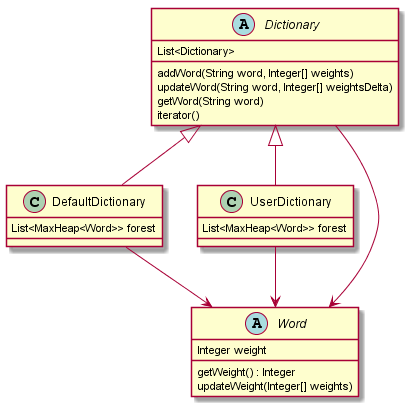 A Dictionary
List<Dictionary>
addWord(String word, Integer[] weights)
updateWord(String word, Integer[] weightsDelta)
getWord(String word)
iterator()
C DefaultDictionary
List<MaxHeap<Word>> forest
C UserDictionary
List<MaxHeap<Word>> forest
A Word
Integer weight
getWeight() : Integer
updateWeight(Integer[] weights)